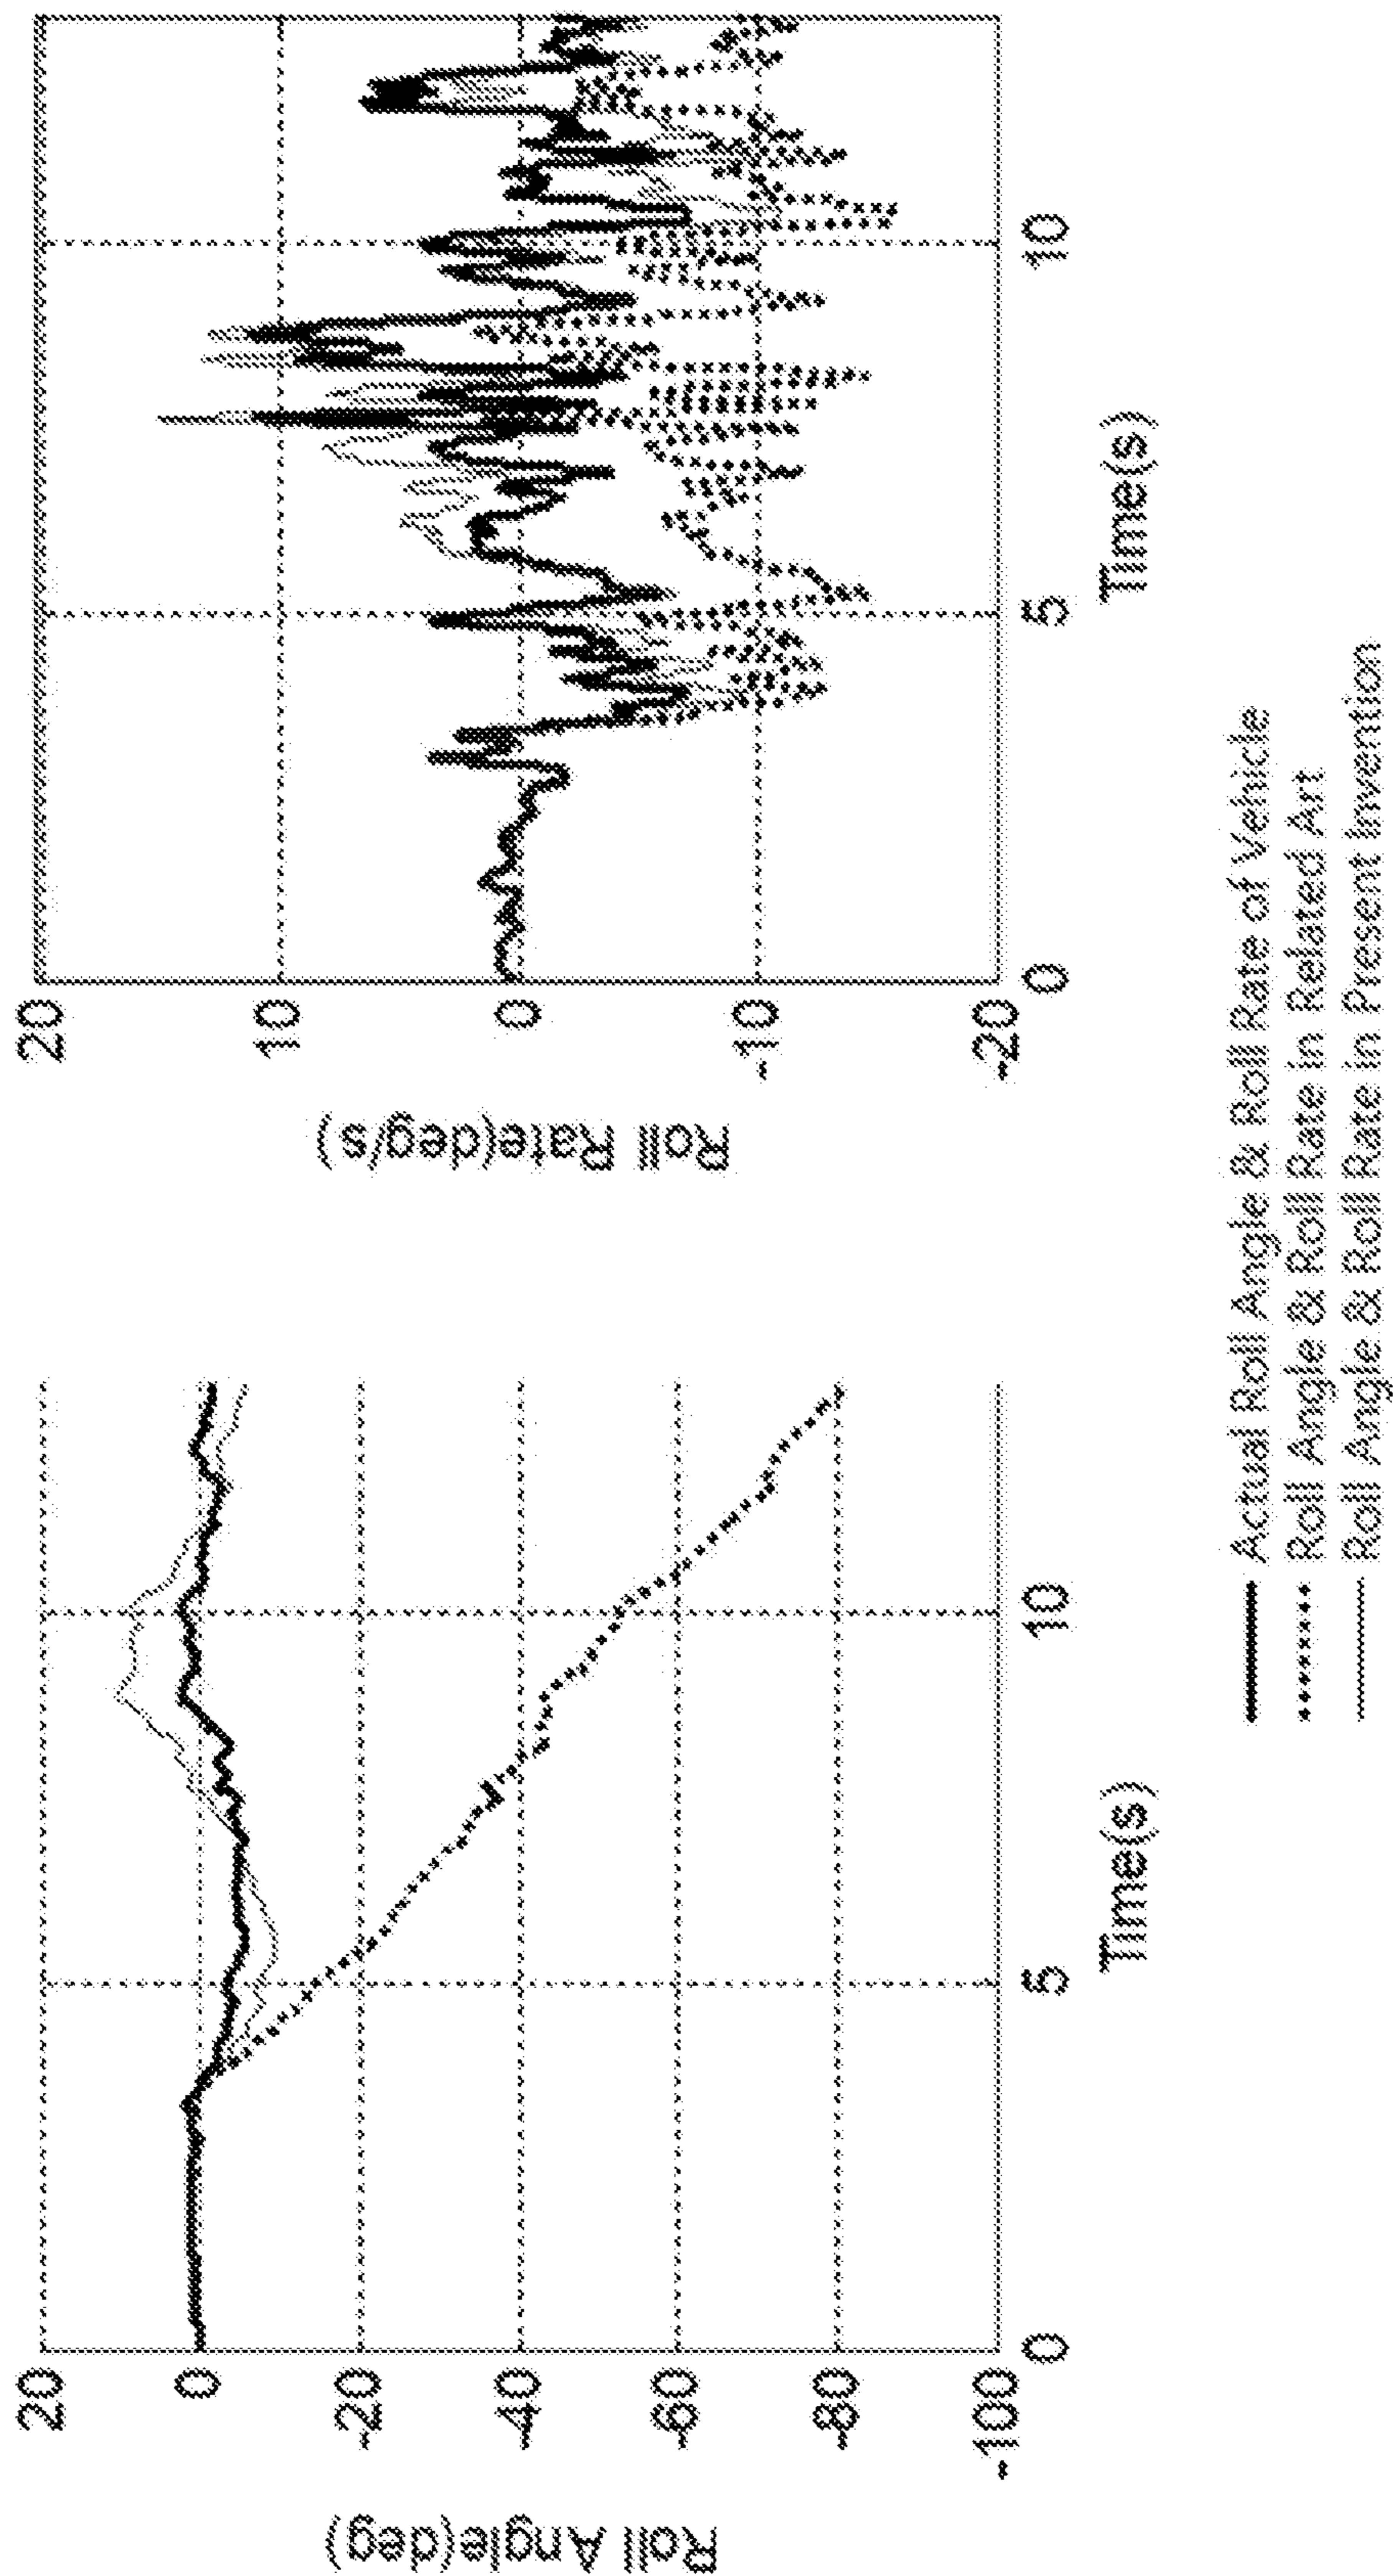 Roll Angle(deg)
20
0
-20
-40
-60
-80
-100
0
5
10
Time(s)
Roll Rate(deg/s)
20
10
0
-10
-20
0
5
10
Time(s)
Actual Roll Angle & Roll Rate of Vehicle
Roll Angle & Roll Rate in Related Art
Roll Angle & Roll Rate in Present Invention